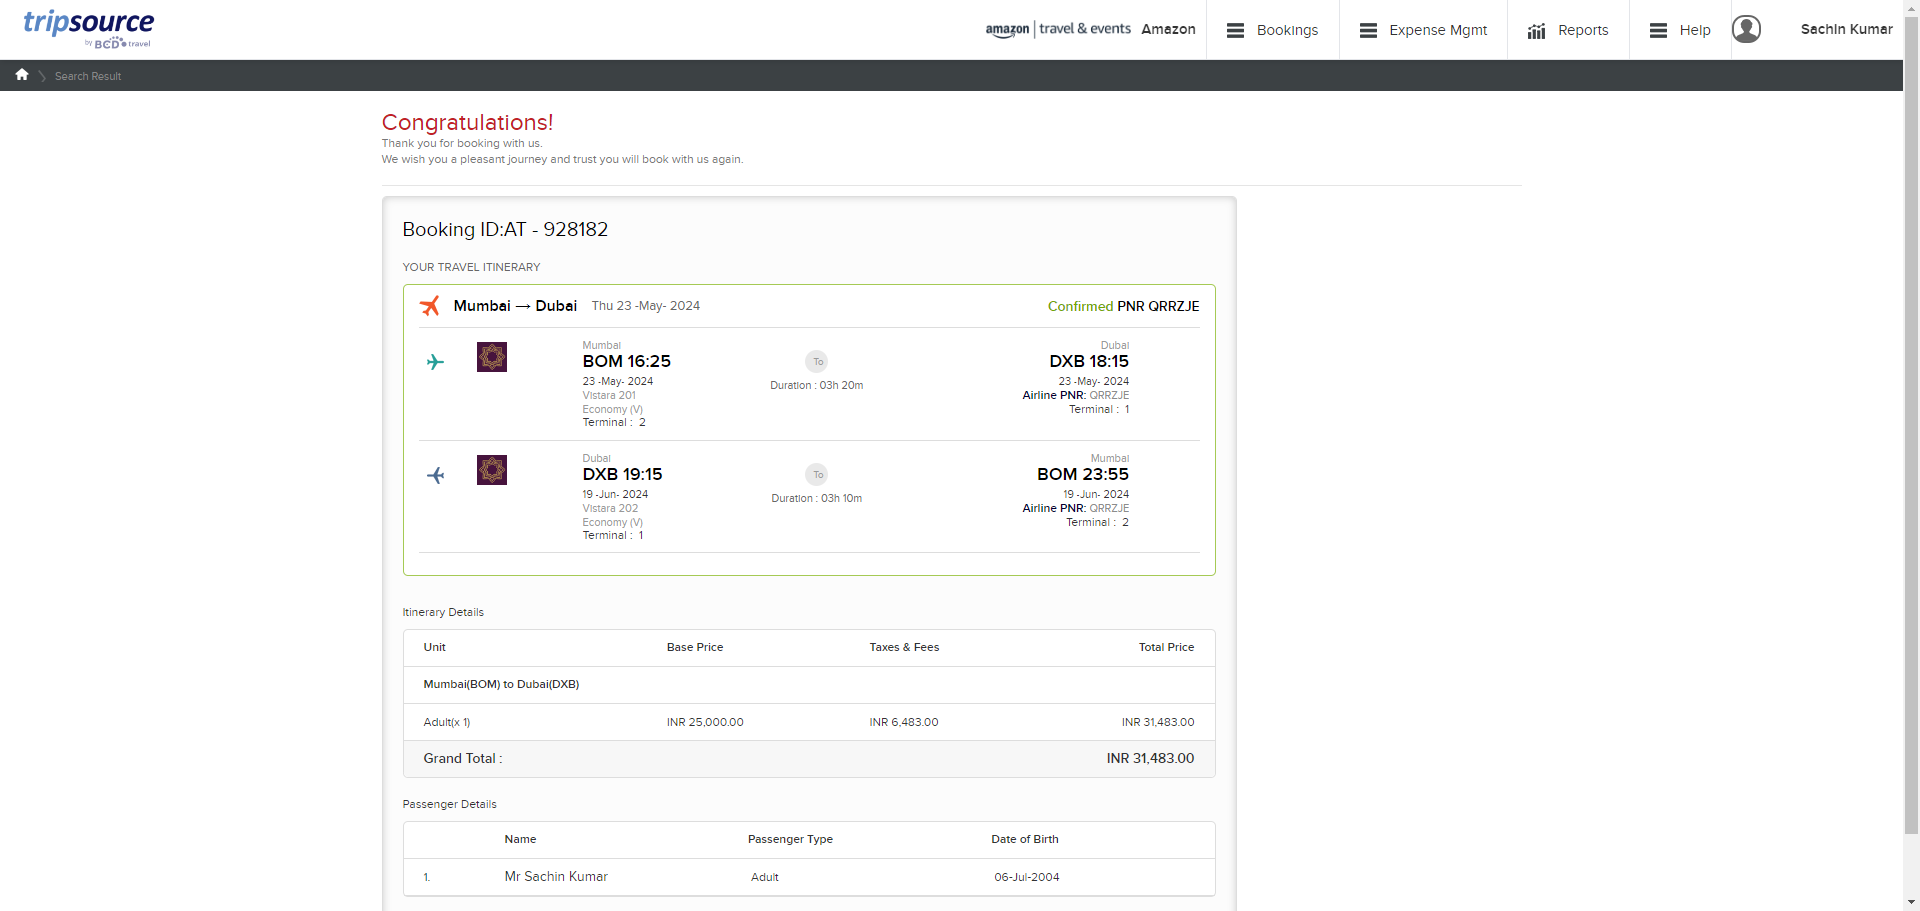 tripsource
by BCD travel
amazon | travel & events Amazon
Bookings
Expense Mgmt
Reports
Help
Sachin Kumar
Search Result
Congratulations!
Thank you for booking with us.
We wish you a pleasant journey and trust you will book with us again.
Booking ID:AT - 928182
YOUR TRAVEL ITINERARY
Mumbai → Dubai Thu 23 -May- 2024 Confirmed PNR QRRZJE
Mumbai Dubai
BOM 16:25 To DXB 18:15
23 -May- 2024 Duration : 03h 20m 23 -May- 2024
Vistara 201 Airline PNR: QRRZJE
Economy (V) Terminal : 1
Terminal : 2
Dubai Mumbai
DXB 19:15 To BOM 23:55
19 -Jun- 2024 Duration : 03h 10m 19 -Jun- 2024
Vistara 202 Airline PNR: QRRZJE
Economy (V) Terminal : 2
Terminal : 1
Itinerary Details
Unit Base Price Taxes & Fees Total Price
Mumbai(BOM) to Dubai(DXB)
Adult(x 1) INR 25,000.00 INR 6,483.00 INR 31,483.00
Grand Total : INR 31,483.00
Passenger Details
Name Passenger Type Date of Birth
1. Mr Sachin Kumar Adult 06-Jul-2004